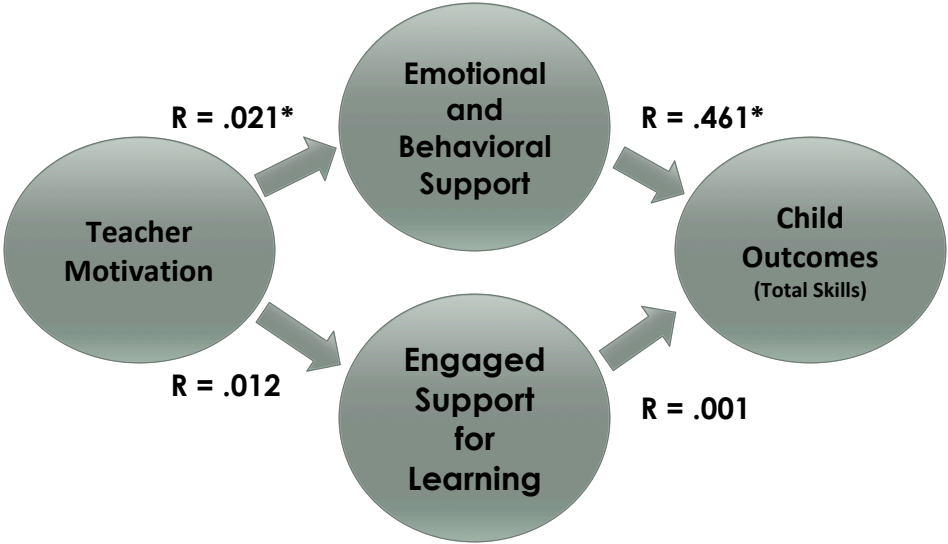 Emotional
and
Behavioral
Support
R = .021*
R = .461*
Teacher
Motivation
Child
Outcomes
(Total Skills)
Engaged
Support
for
Learning
R = .012
R = .001